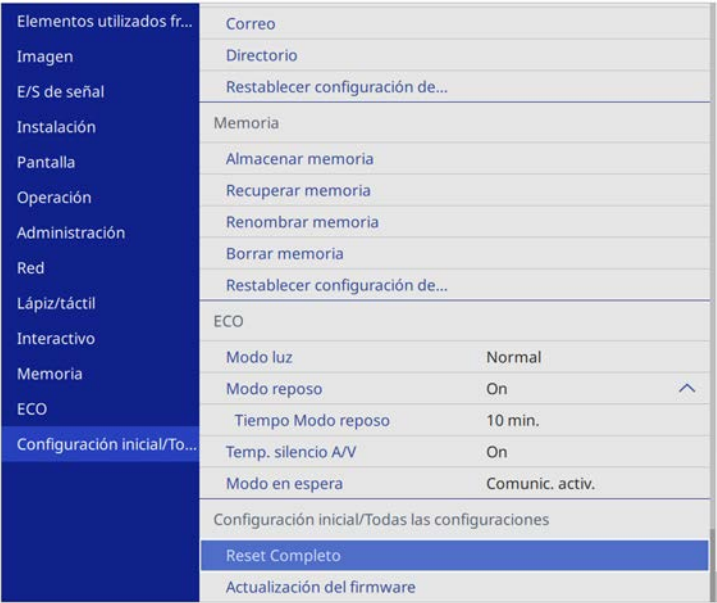 Elementos utilizados fr...
Imagen
E/S de señal
Instalación
Pantalla
Operación
Administración
Red
Lápiz/táctil
Interactivo
Memoria
ECO
Configuración inicial/To...
Correo
Directorio
Restablecer configuración de...
Memoria
Almacenar memoria
Recuperar memoria
Renombrar memoria
Borrar memoria
Restablecer configuración de...
ECO
Modo luz Normal
Modo reposo On
Tiempo Modo reposo 10 min.
Temp. silencio A/V On
Modo en espera Comunic. activ.
Configuración inicial/Todas las configuraciones
Reset Completo
Actualización del firmware